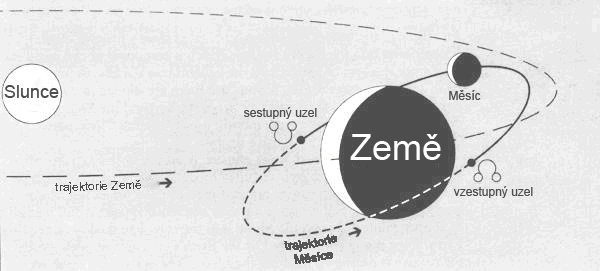 Slunce
Měsíc
sestupný uzel
Země
trajektorie Země
vzestupný uzel
trajektorie
Měsíce